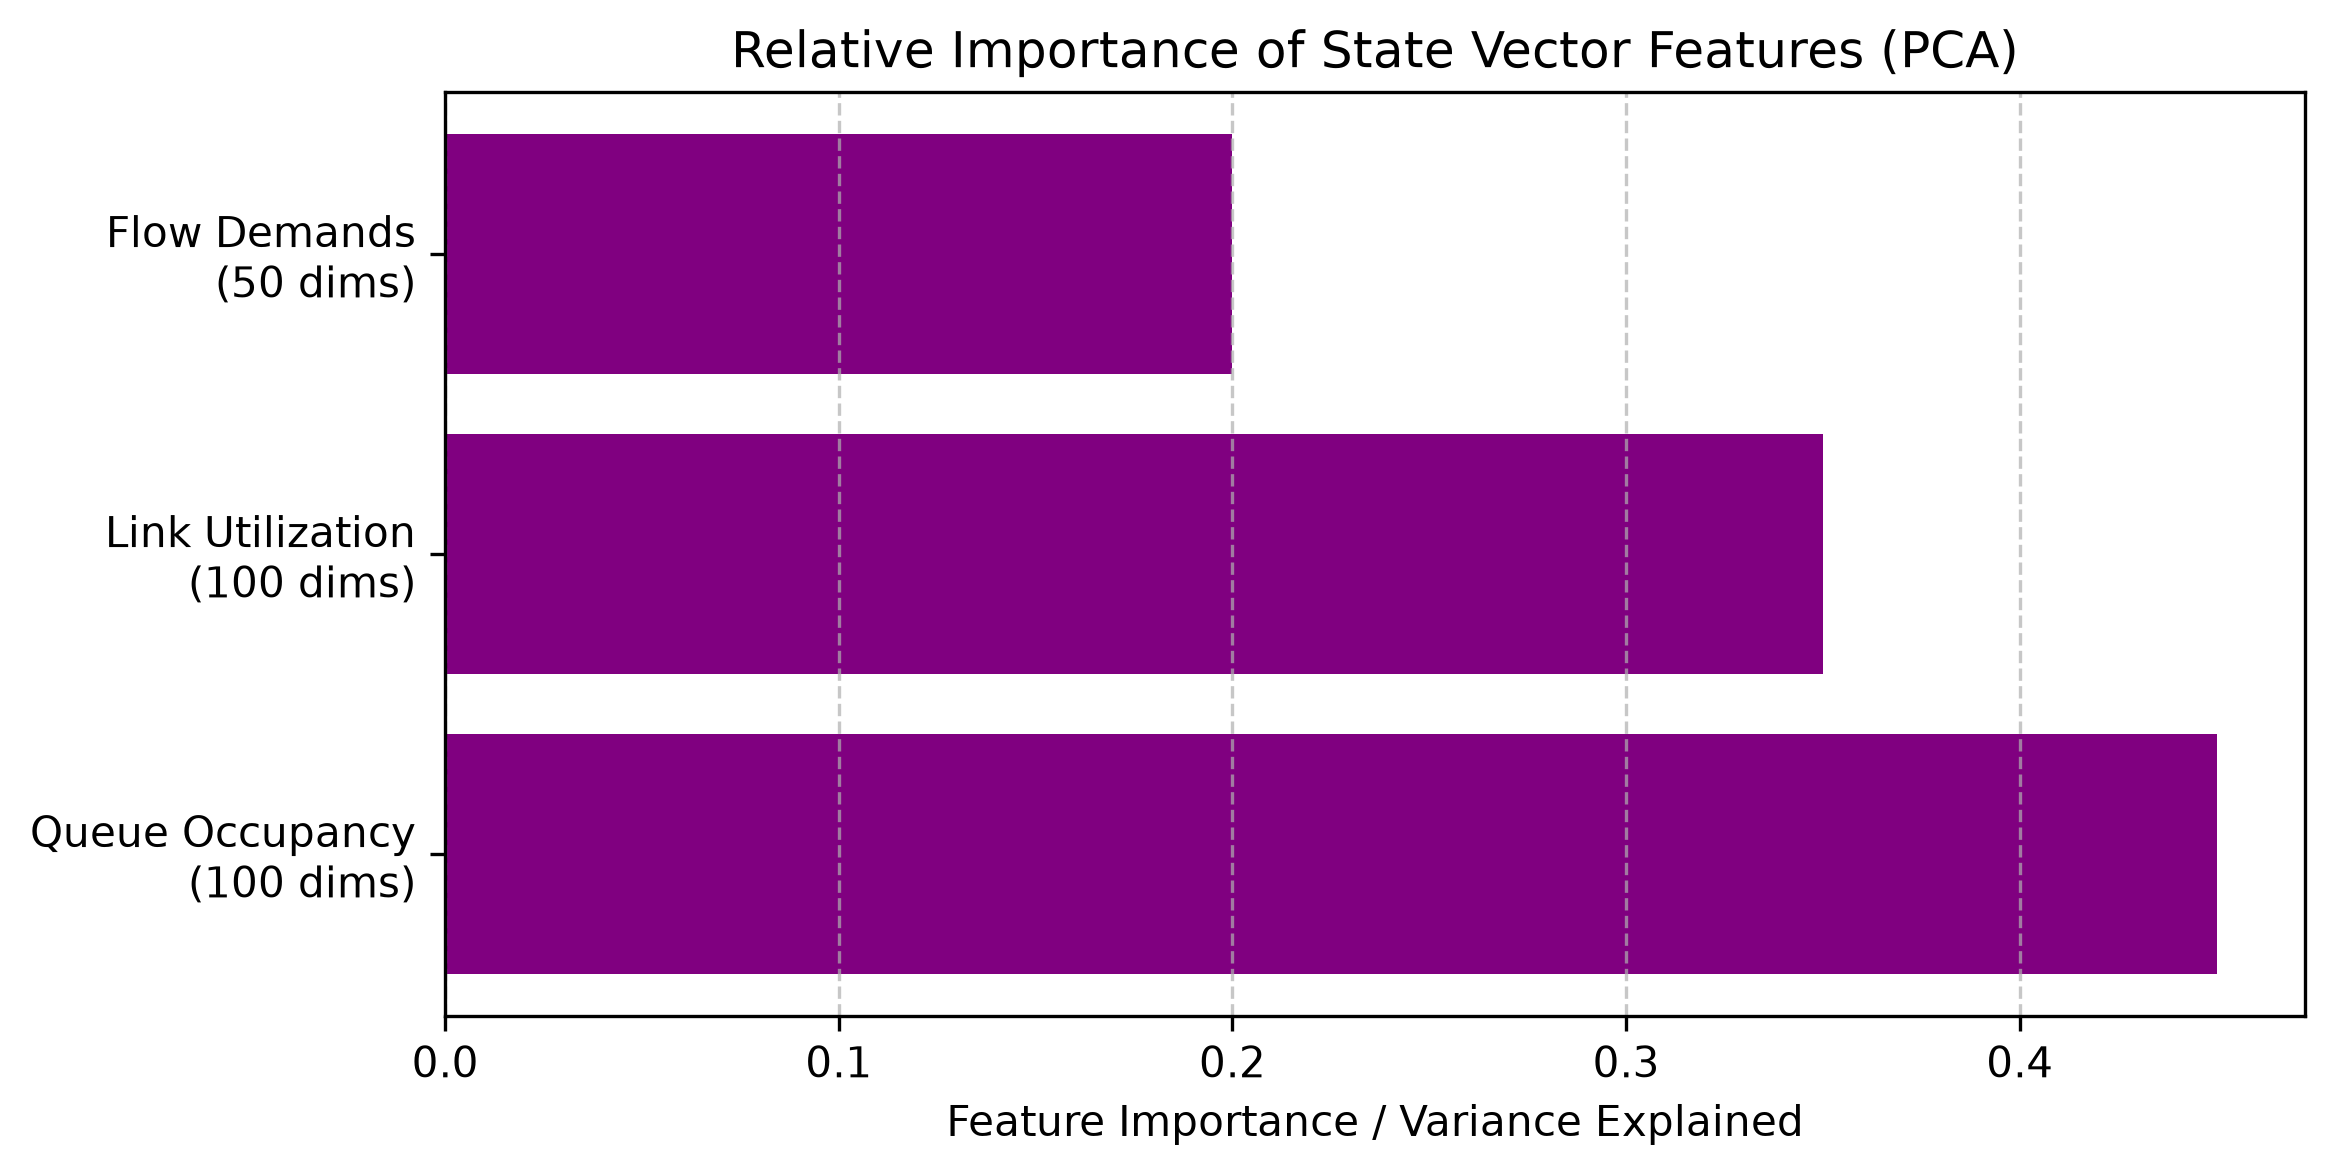 Relative Importance of State Vector Features (PCA)
Flow Demands
(50 dims)
Link Utilization
(100 dims)
Queue Occupancy
(100 dims)
0.0 0.1 0.2 0.3 0.4
Feature Importance / Variance Explained